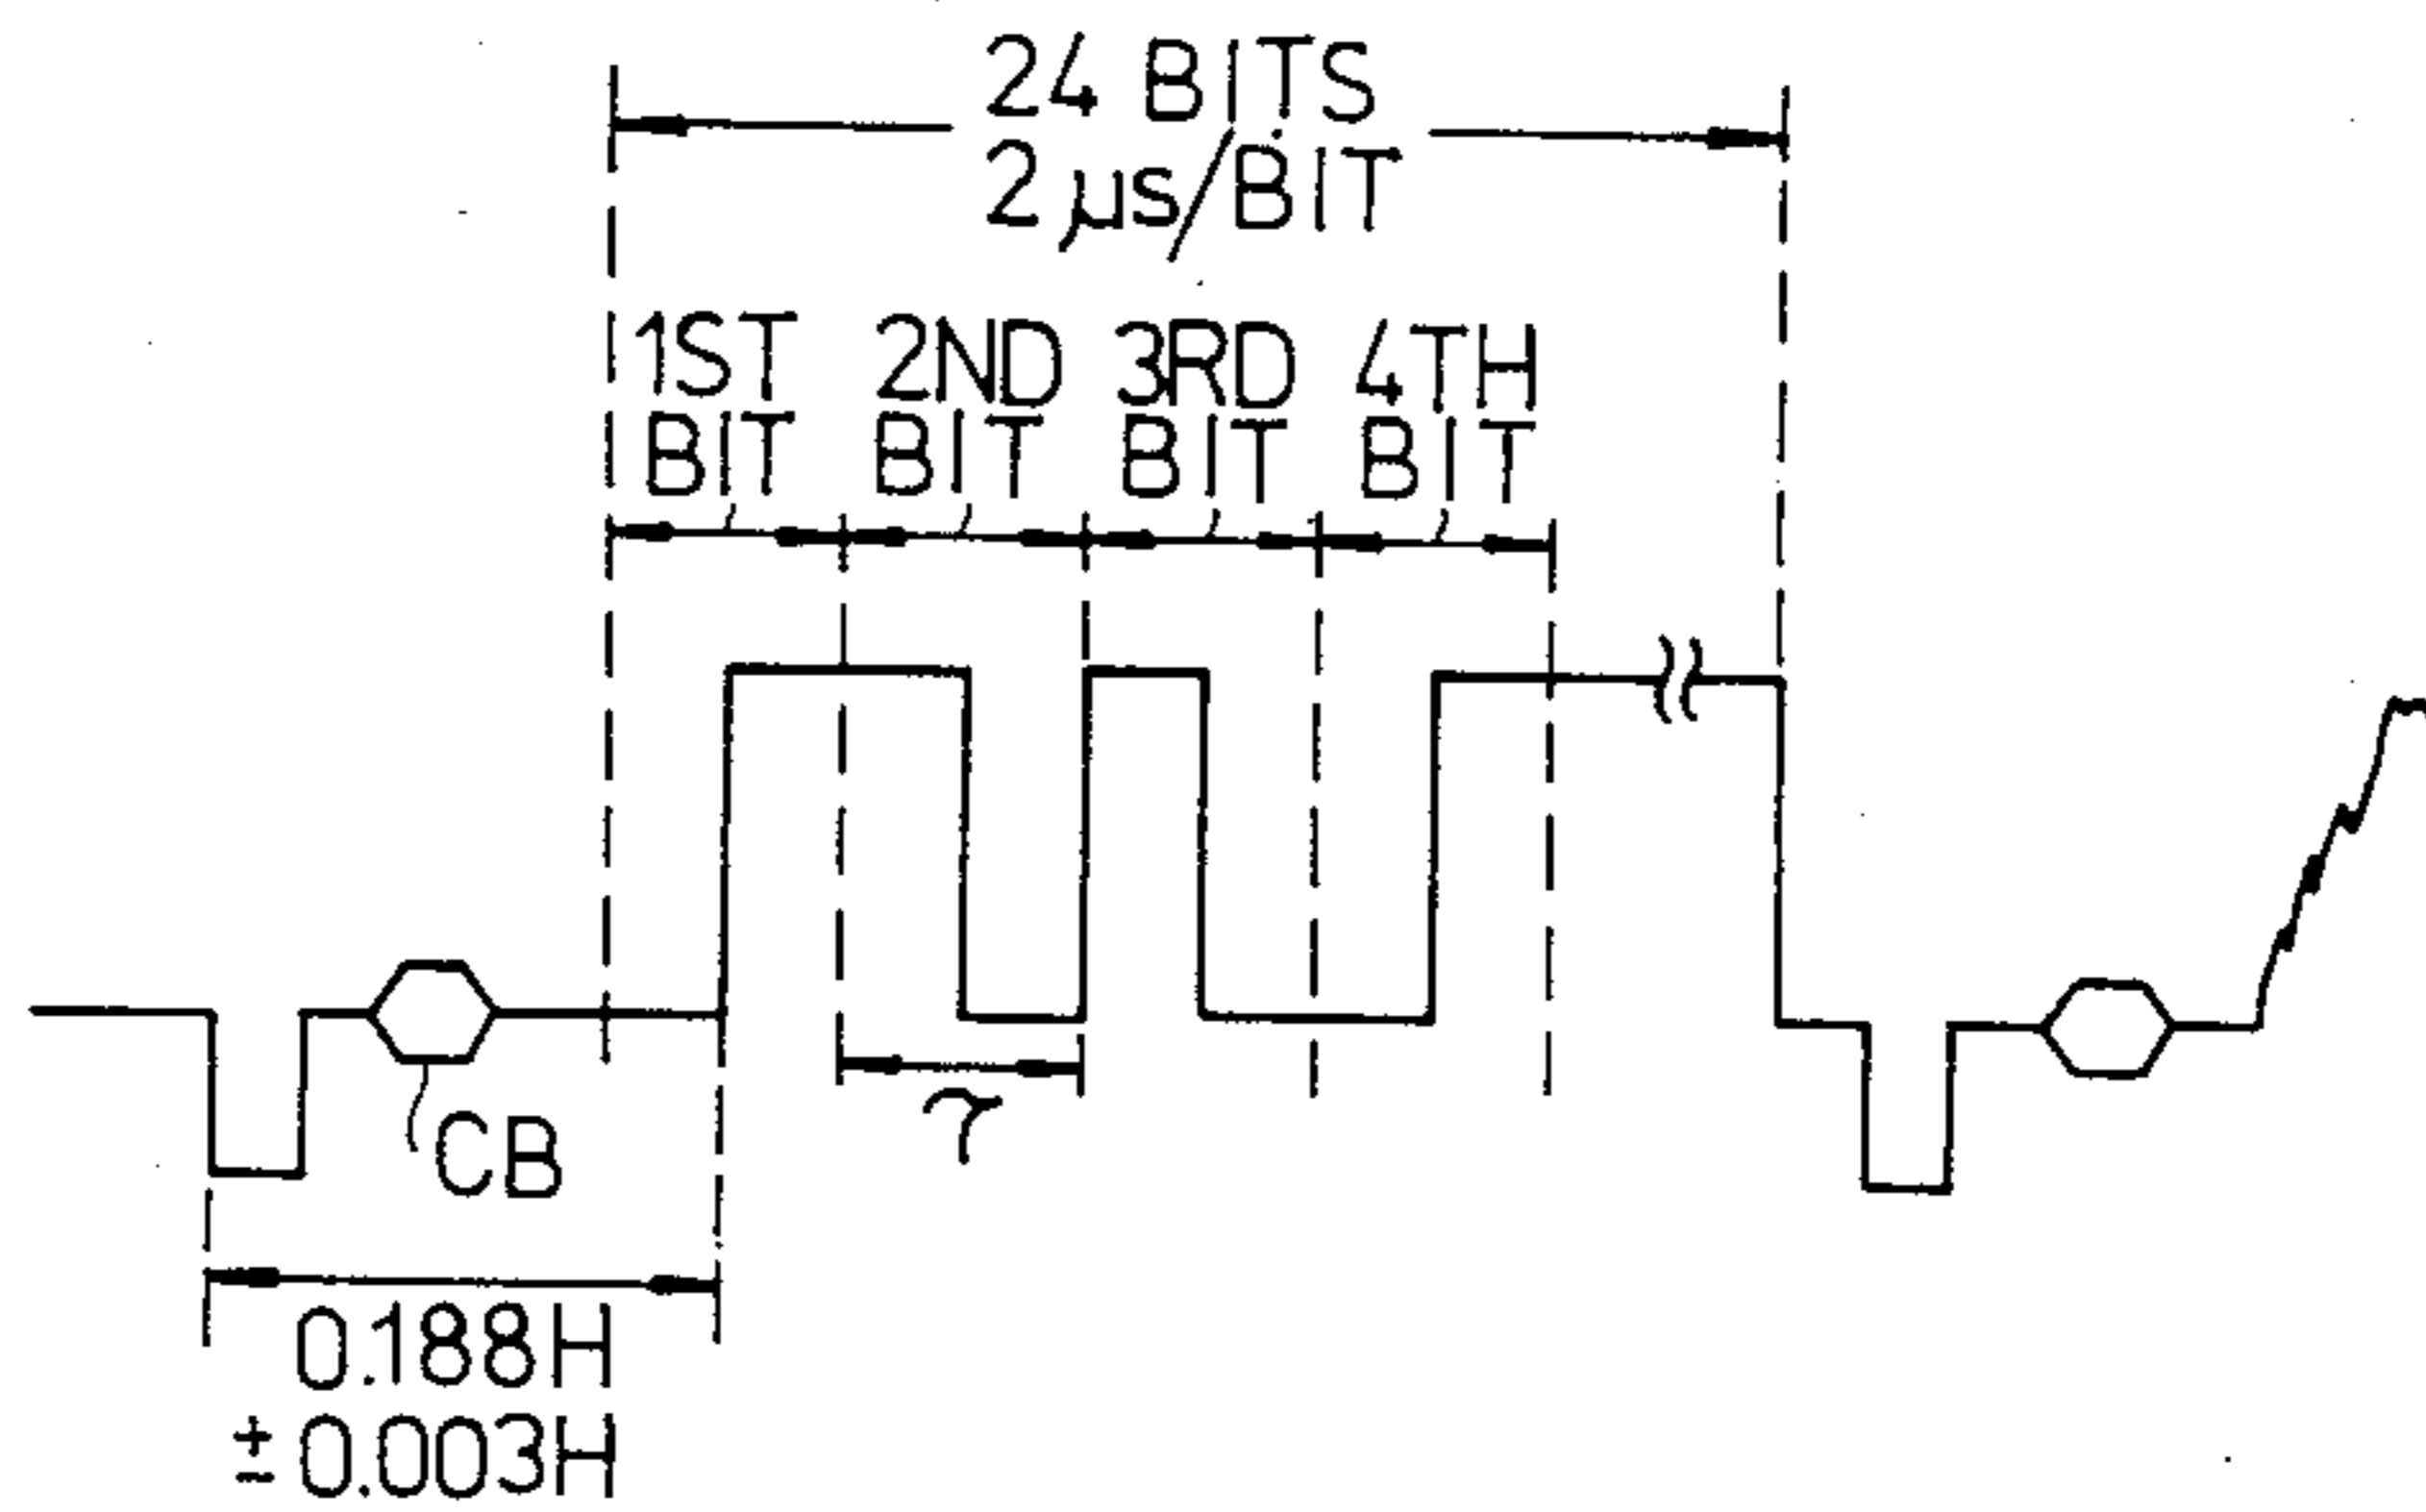 24 BITS
2 μs/BIT
1ST 2ND 3RD 4TH
BIT BIT BIT BIT
CB
τ
0.188H
±0.003H